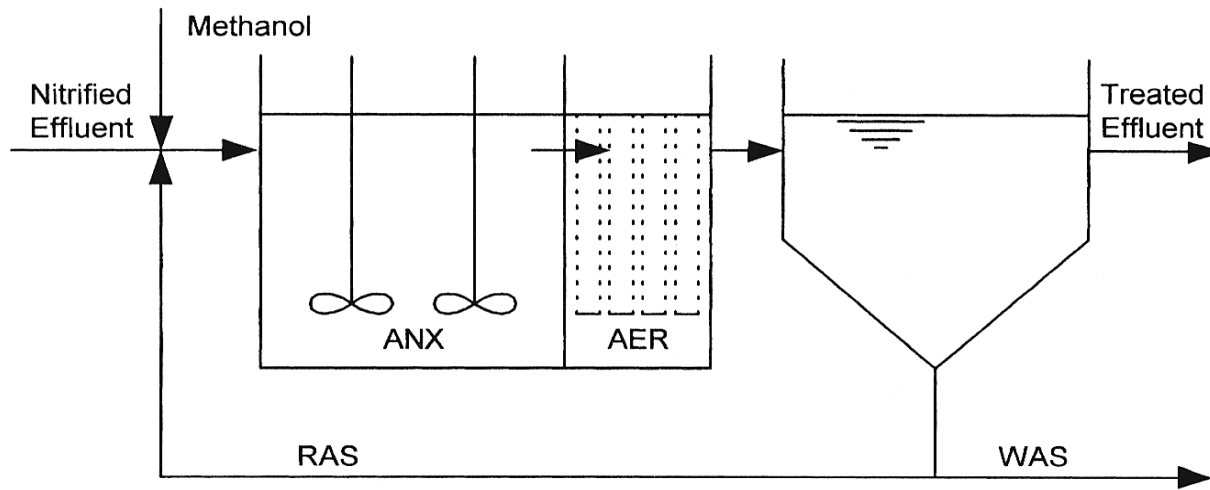 Methanol
Nitrified
Effluent
Treated
Effluent
ANX
AER
RAS
WAS